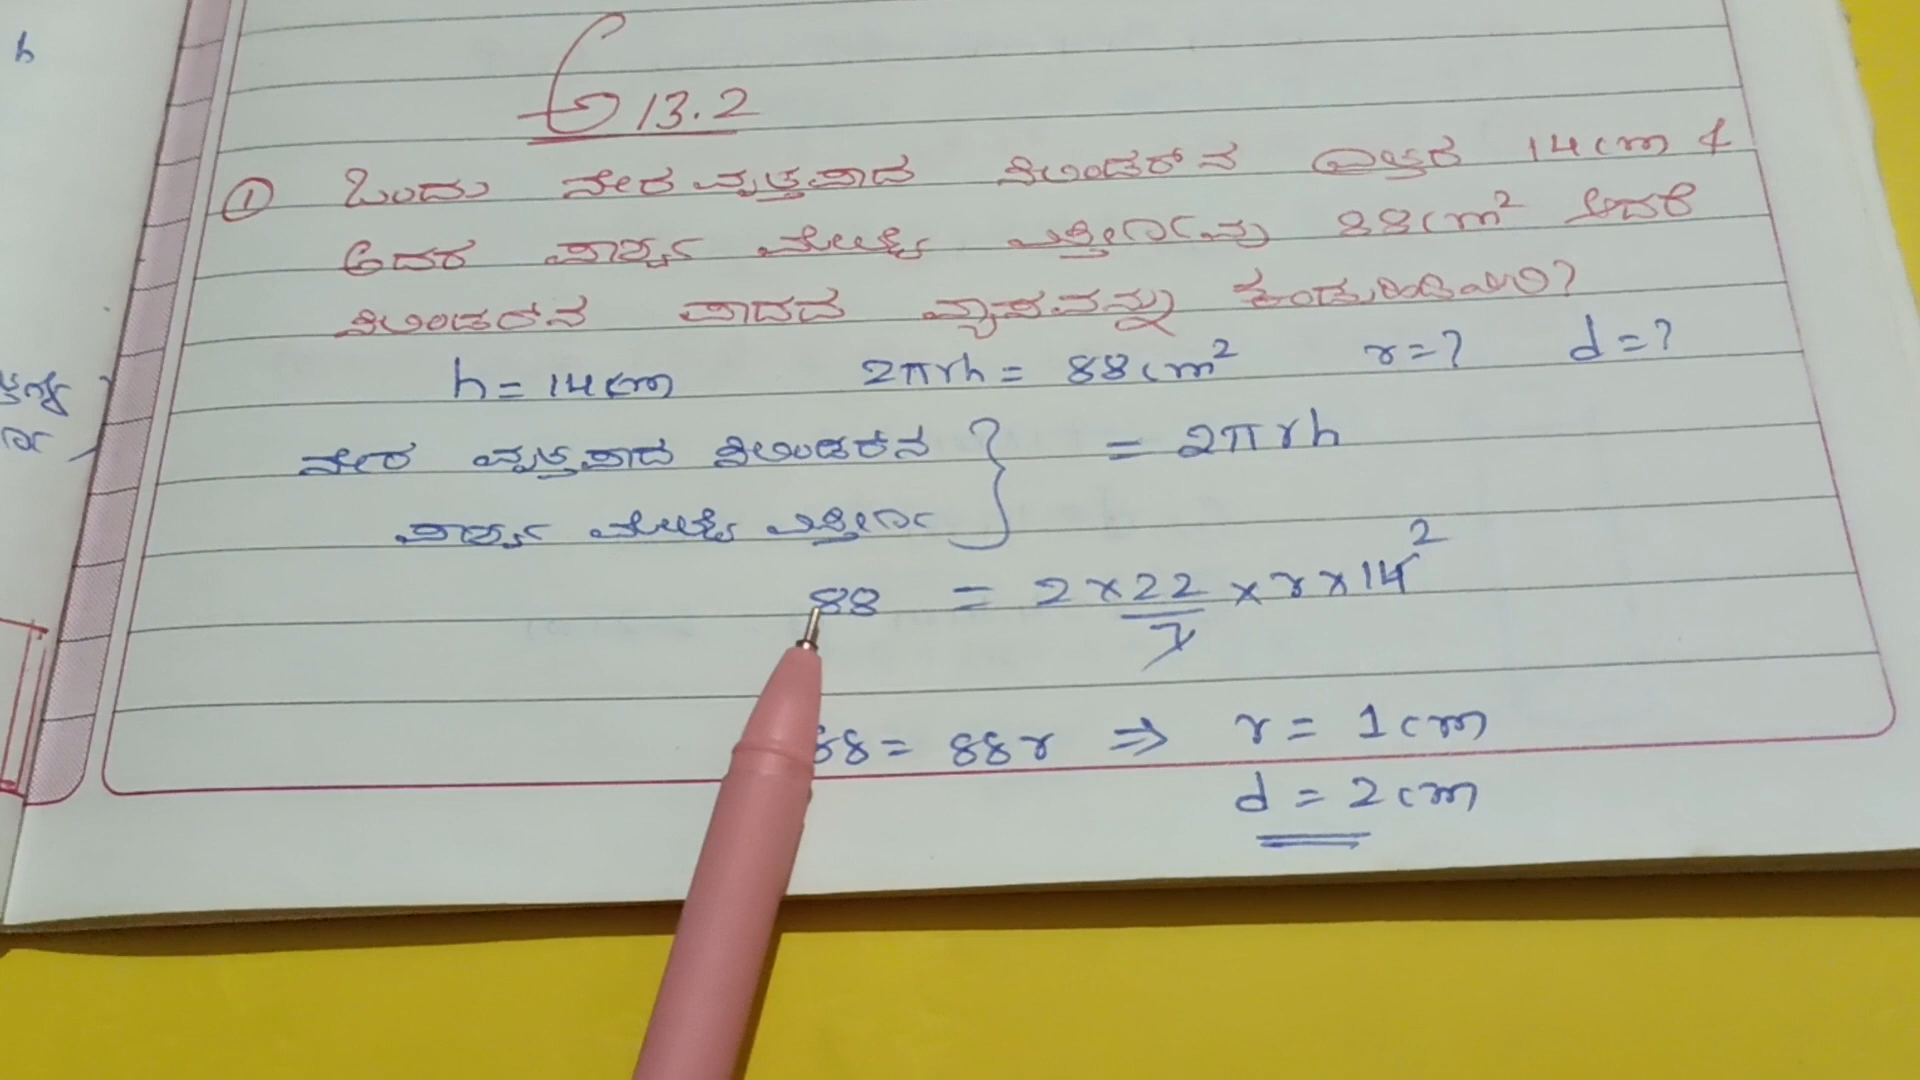 ಅ 13.2
① ಒಂದು ನೇರ ವೃತ್ತಪಾದ ಸಿಲಿಂಡರ್ ನ ಎತ್ತರ 14cm &
ಅದರ ಪಾರ್ಶ್ವ ಮೇಲ್ಮೈ ವಿಸ್ತೀರ್ಣವು 88cm² ಆದರೆ
ಸಿಲಿಂಡರನ ಪಾದದ ವ್ಯಾಸವನ್ನು ಕಂಡುಹಿಡಿಯಿರಿ?
h = 14cm 2πrh = 88cm² r=? d=?
ನೇರ ವೃತ್ತಪಾದ ಸಿಲಿಂಡರನ } = 2πrh
ಪಾರ್ಶ್ವ ಮೇಲ್ಮೈ ವಿಸ್ತೀರ್ಣ
88 = 2 × 22/7 × r × 14 2
88 = 88r ⇒ r = 1cm
d = 2cm
h